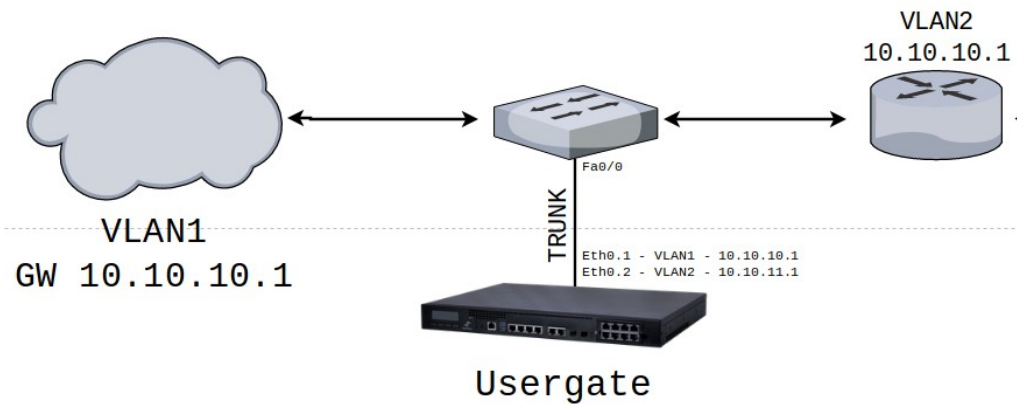 VLAN2
10.10.10.1
Fa0/0
TRUNK
VLAN1
GW 10.10.10.1
Eth0.1 - VLAN1 - 10.10.10.1
Eth0.2 - VLAN2 - 10.10.11.1
Usergate